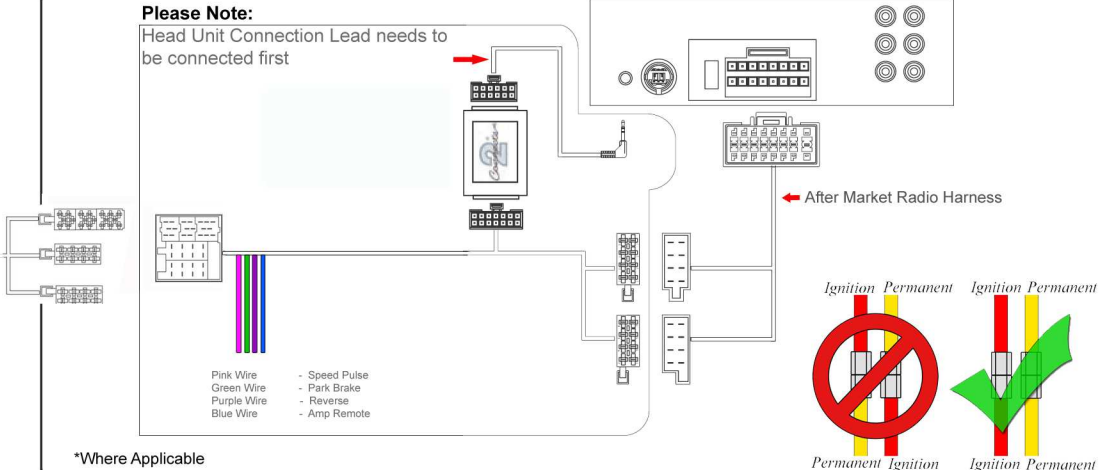 Please Note:
Head Unit Connection Lead needs to
be connected first
After Market Radio Harness
Ignition Permanent
Ignition Permanent
Pink Wire - Speed Pulse
Green Wire - Park Brake
Purple Wire - Reverse
Blue Wire - Amp Remote
Permanent Ignition
Ignition Permanent
*Where Applicable